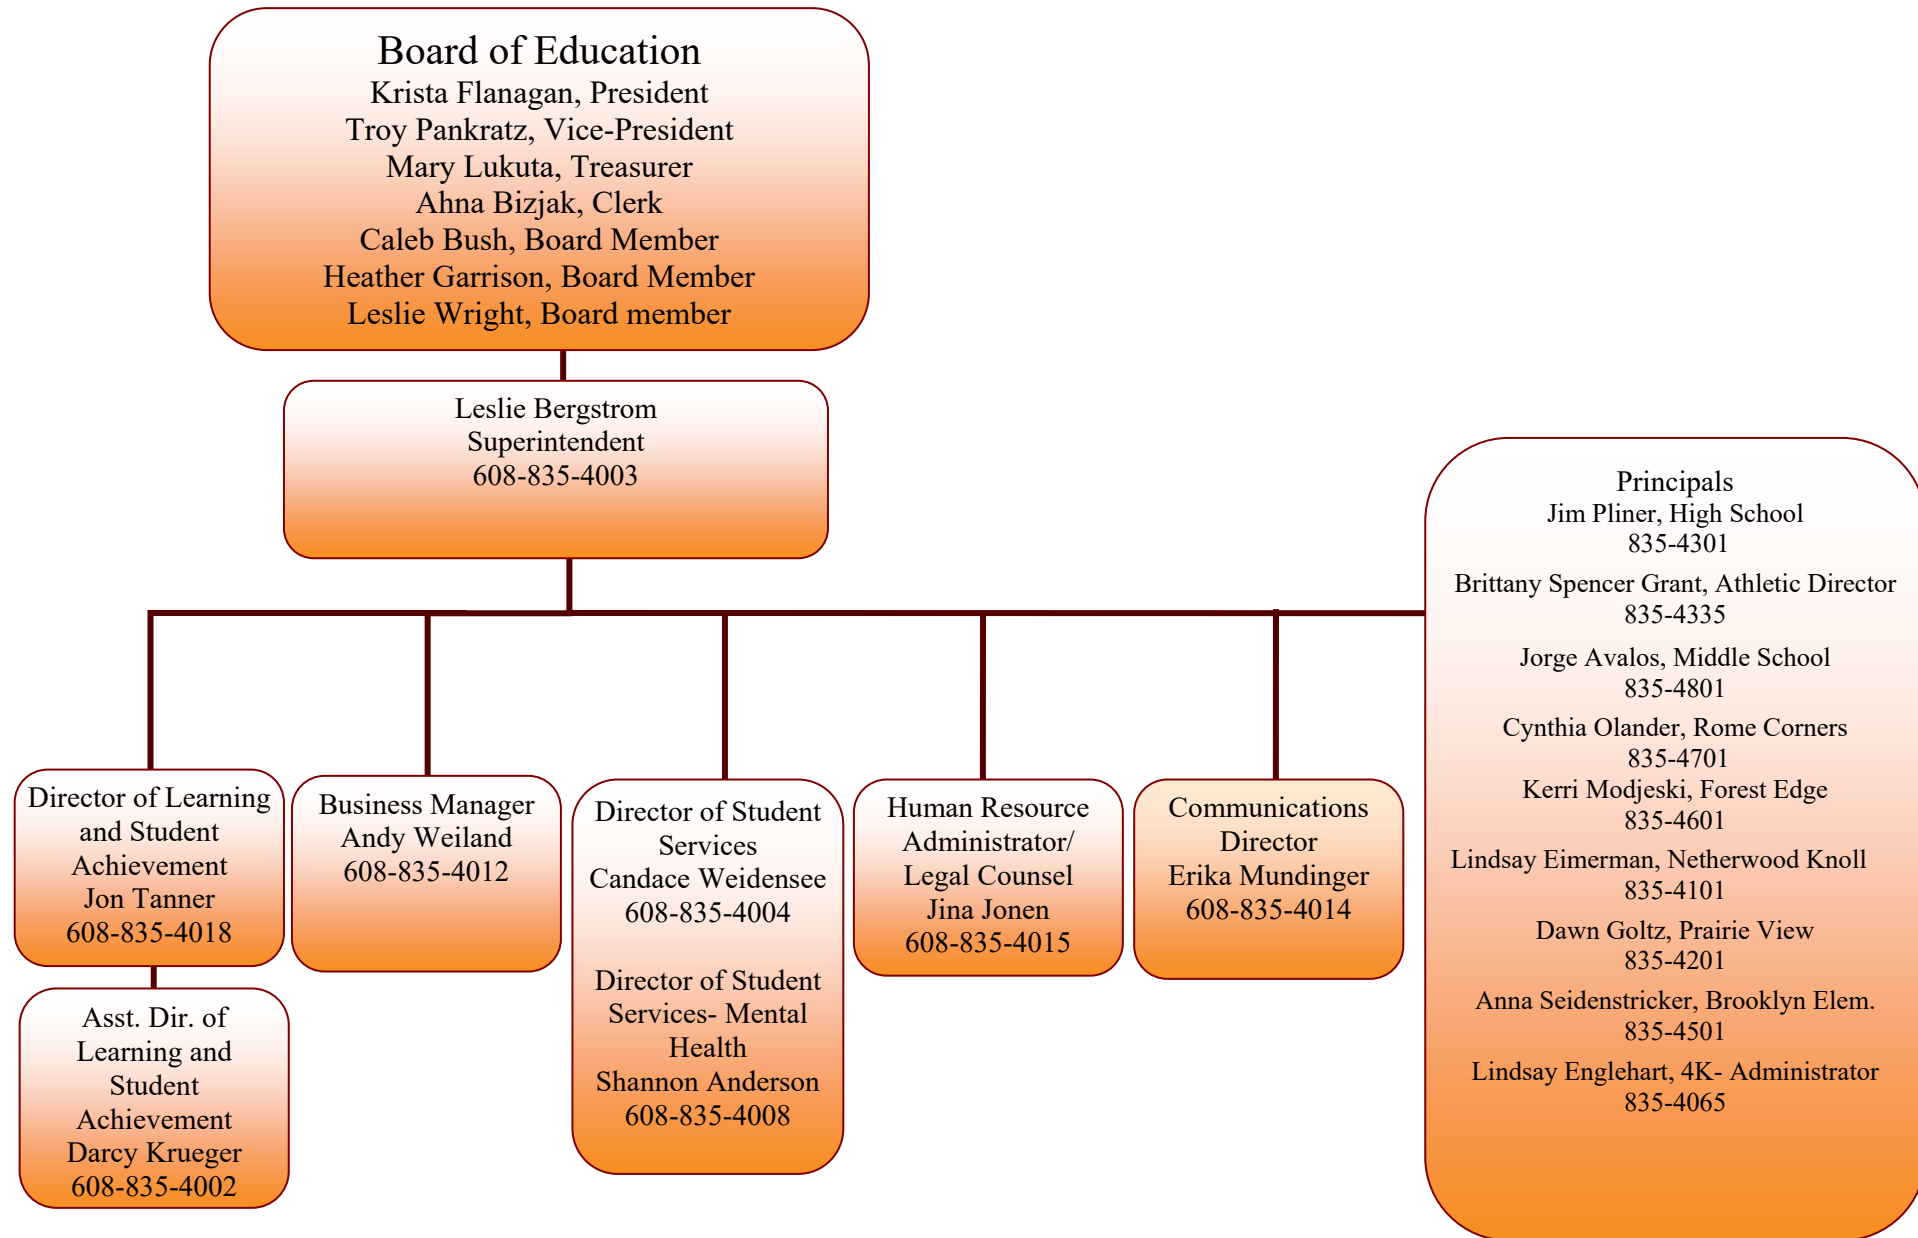 Board of Education
Krista Flanagan, President
Troy Pankratz, Vice-President
Mary Lukuta, Treasurer
Ahna Bizjak, Clerk
Caleb Bush, Board Member
Heather Garrison, Board Member
Leslie Wright, Board member
Leslie Bergstrom
Superintendent
608-835-4003
Director of Learning
and Student
Achievement
Jon Tanner
608-835-4018
Asst. Dir. of
Learning and
Student
Achievement
Darcy Krueger
608-835-4002
Business Manager
Andy Weiland
608-835-4012
Director of Student
Services
Candace Weidensee
608-835-4004
Director of Student
Services- Mental
Health
Shannon Anderson
608-835-4008
Human Resource
Administrator/
Legal Counsel
Jina Jonen
608-835-4015
Communications
Director
Erika Mundinger
608-835-4014
Principals
Jim Pliner, High School
835-4301
Brittany Spencer Grant, Athletic Director
835-4335
Jorge Avalos, Middle School
835-4801
Cynthia Olander, Rome Corners
835-4701
Kerri Modjeski, Forest Edge
835-4601
Lindsay Eimerman, Netherwood Knoll
835-4101
Dawn Goltz, Prairie View
835-4201
Anna Seidenstricker, Brooklyn Elem.
835-4501
Lindsay Englehart, 4K- Administrator
835-4065